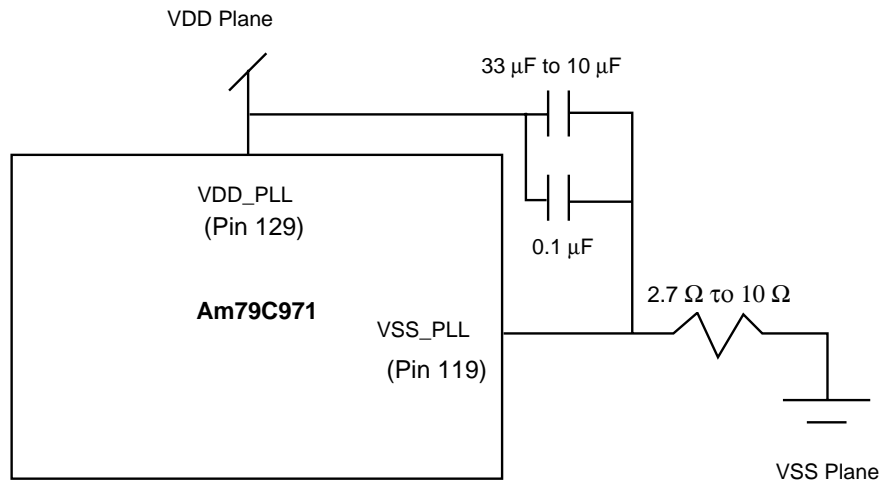 VDD Plane
33 μF to 10 μF
VDD_PLL
(Pin 129)
0.1 μF
2.7 Ω το 10 Ω
Am79C971
VSS_PLL
(Pin 119)
VSS Plane